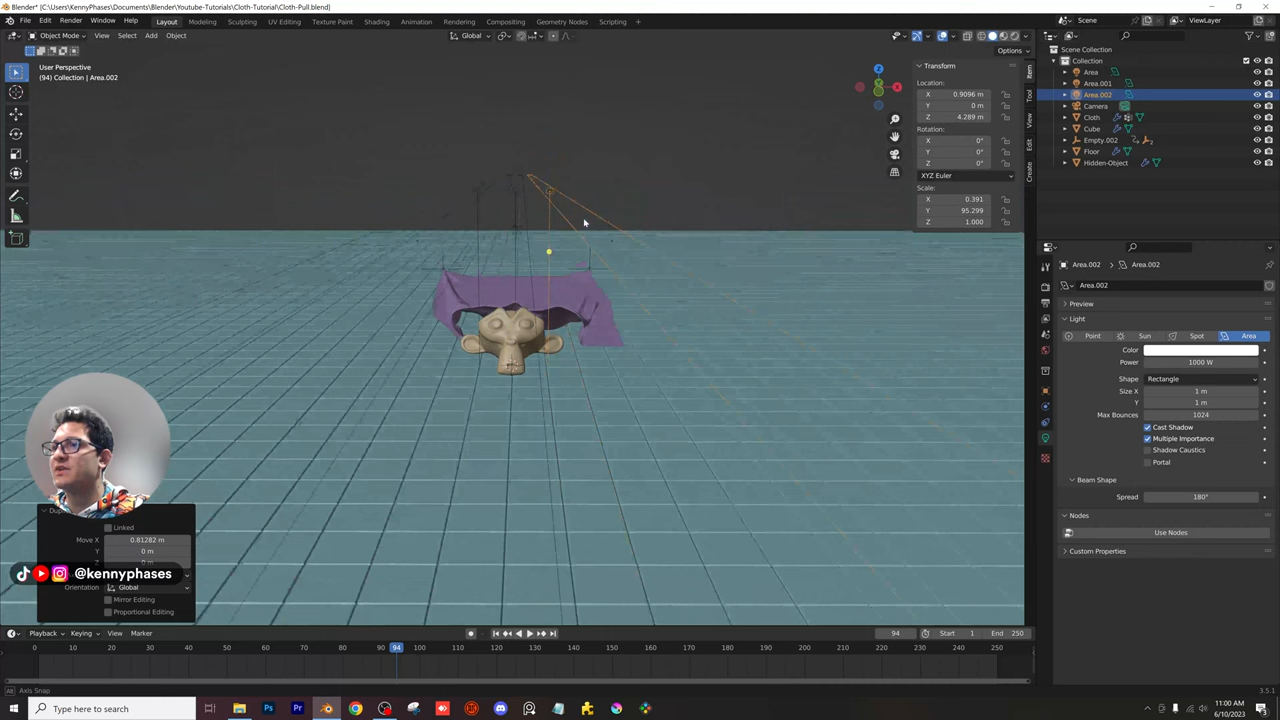 Blender* [C:\Users\KennyPhases\Documents\Blender\Youtube-Tutorials\Cloth-Tutorial\Cloth-Pull.blend]
File Edit Render Window Help Layout Modeling Sculpting UV Editing Texture Paint Shading Animation Rendering Compositing Geometry Nodes Scripting Scene ViewLayer
Object Mode View Select Add Object Global
Options
User Perspective
(94) Collection | Area.002
Z
X
Y
Transform
Location:
X 0.9096 m
Y 0 m
Z 4.289 m
Rotation:
X 0°
Y 0°
Z 0°
XYZ Euler
Scale:
X 0.391
Y 95.299
Z 1.000
Item
Tool
View
Edit
Create
Scene Collection
Collection
Area
Area.001
Area.002
Camera
Cloth
Cube
Empty.002
Floor
Hidden-Object
Area.002 Area.002
Area.002
Preview
Light
Point Sun Spot Area
Color
Power 1000 W
Shape Rectangle
Size X 1 m
Y 1 m
Max Bounces 1024
Cast Shadow
Multiple Importance
Shadow Caustics
Portal
Beam Shape
Spread 180°
Nodes
Use Nodes
Custom Properties
Linked
Move X 0.81282 m
Y 0 m
@kennyphases
Orientation Global
Mirror Editing
Proportional Editing
Playback Keying View Marker 94 Start 1 End 250
0 10 20 30 40 50 60 70 80 94 100 110 120 130 140 150 160 170 180 190 200 210 220 230 240 250
Axis Snap 3.5.1
Type here to search
11:00 AM
6/10/2023